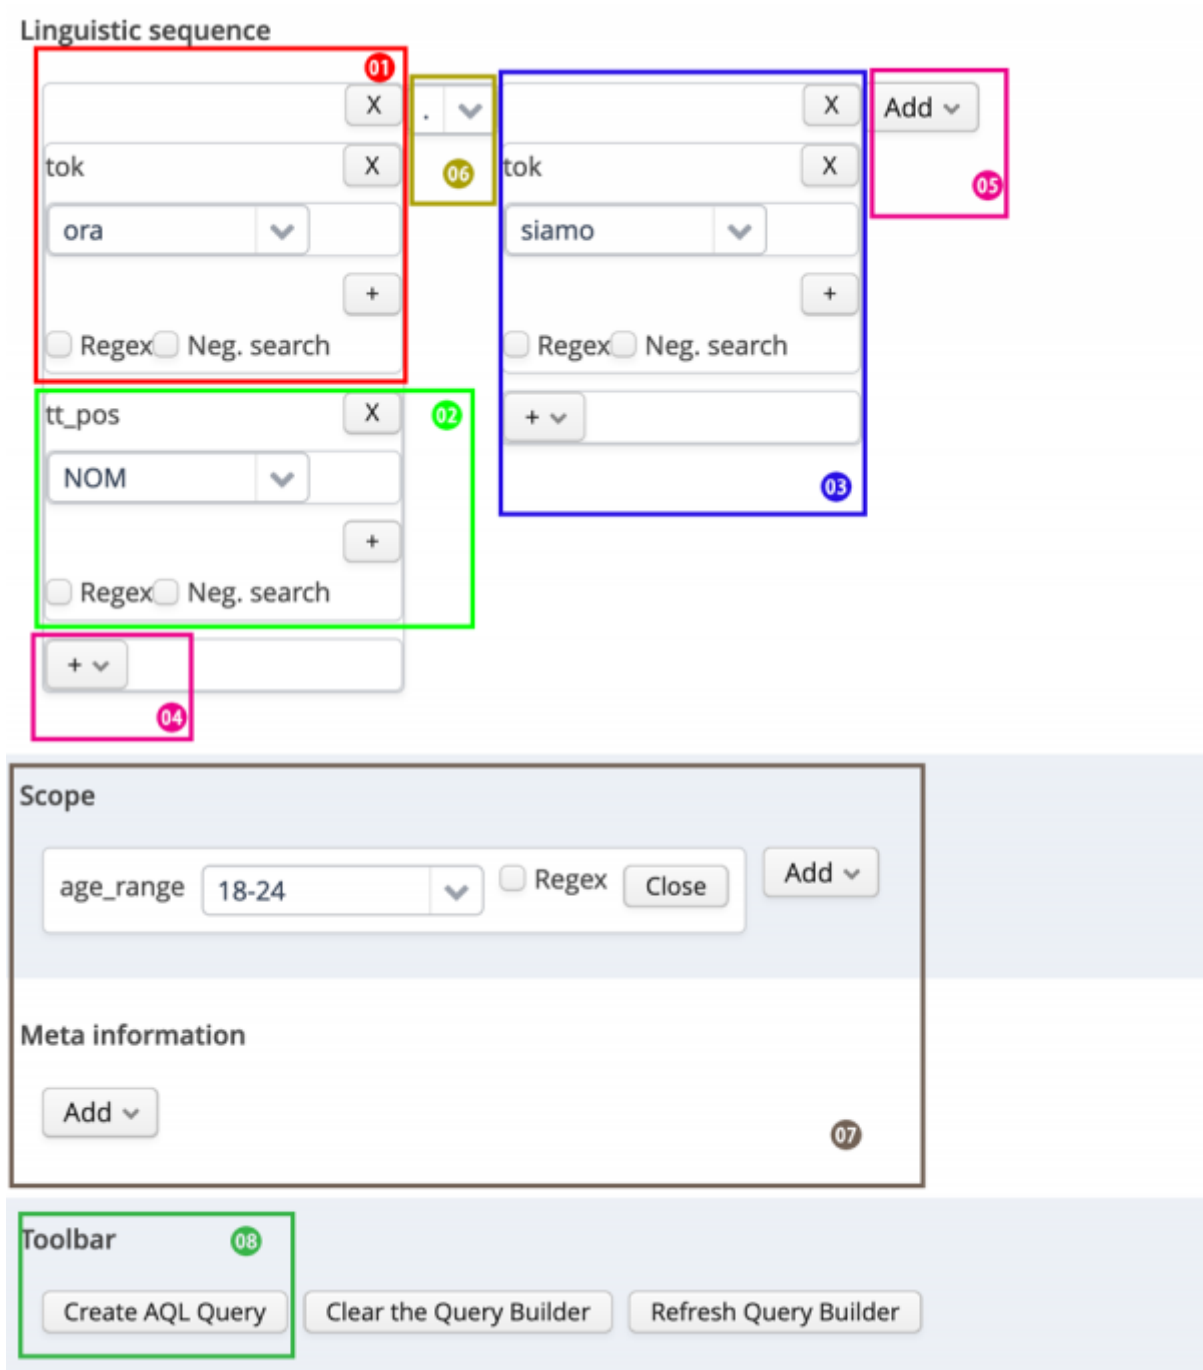 Linguistic sequence
01
X . X Add
06
tok X tok X 05
ora siamo
+ +
Regex Neg. search Regex Neg. search
tt_pos X 02 +
NOM 03
+
Regex Neg. search
+
04
Scope
age_range 18-24 Regex Close Add
Meta information
Add
07
Toolbar 08
Create AQL Query Clear the Query Builder Refresh Query Builder